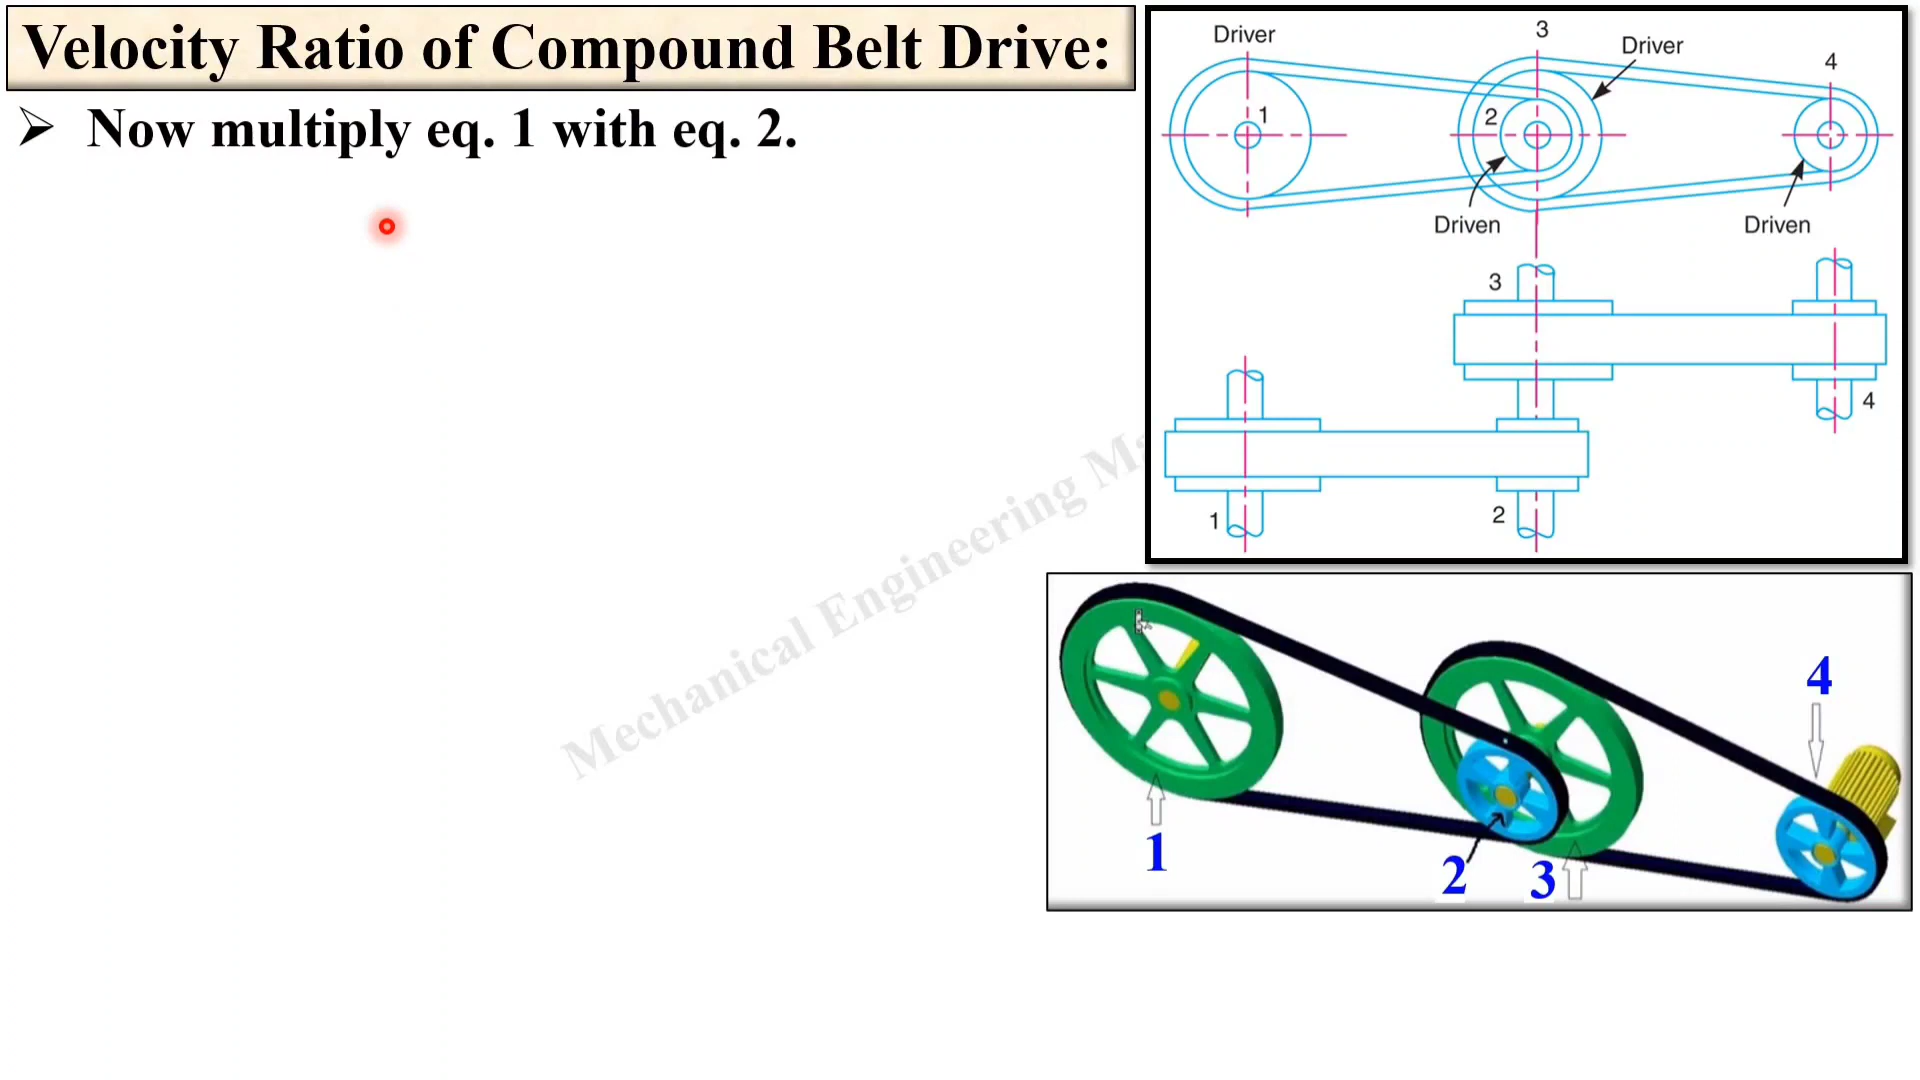 Velocity Ratio of Compound Belt Drive:
➢ Now multiply eq. 1 with eq. 2.
Driver
3
Driver
4
1
2
Driven
Driven
3
4
1
2
Mechanical Engineering
4
1
2
3